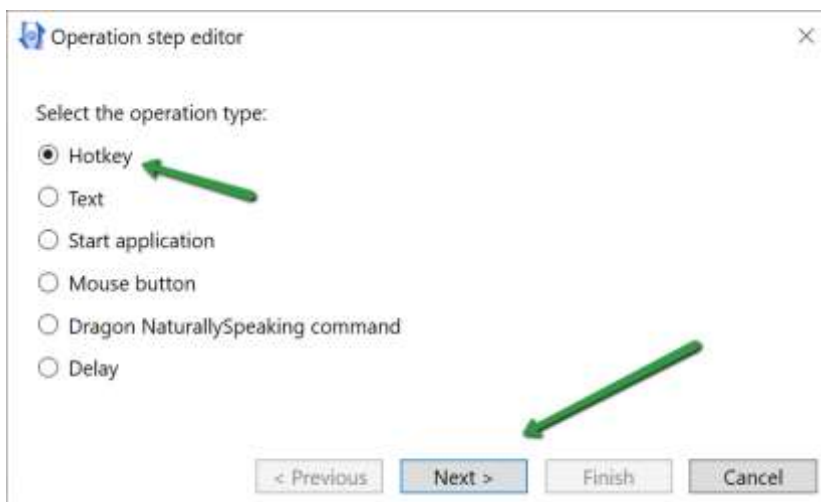 Operation step editor
Select the operation type:
Hotkey
Text
Start application
Mouse button
Dragon NaturallySpeaking command
Delay
< Previous Next > Finish Cancel